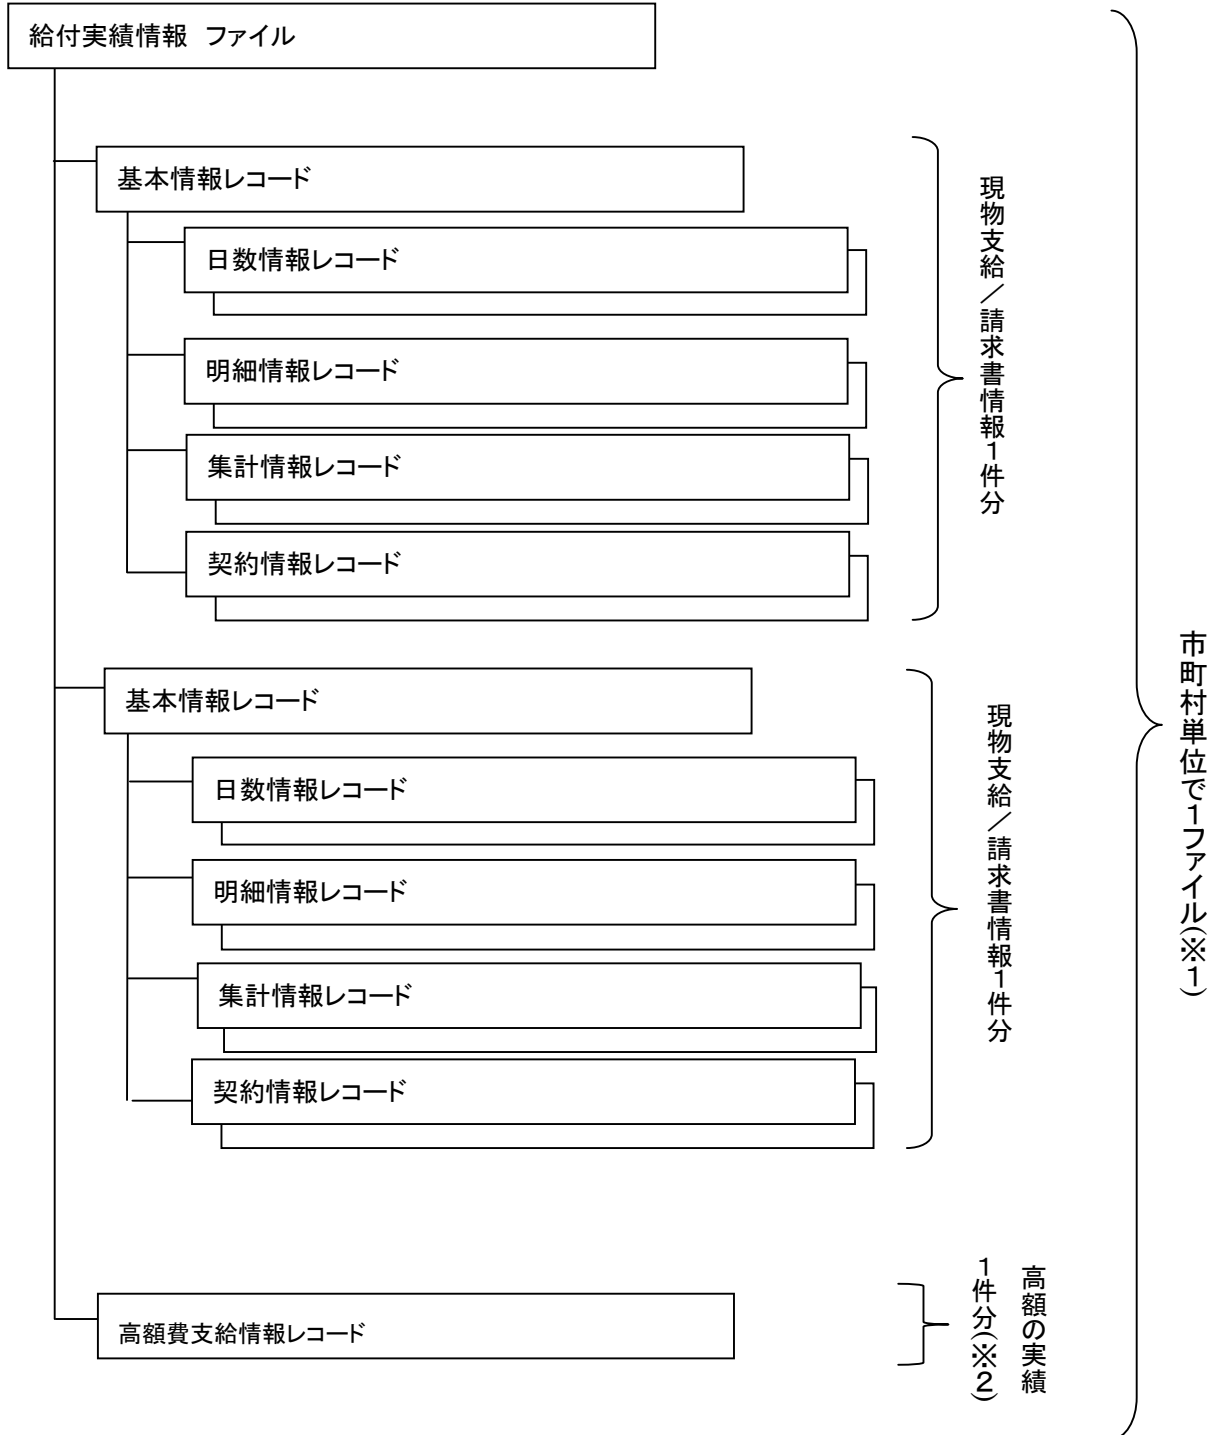 給付実績情報　ファイル
基本情報レコード
日数情報レコード
明細情報レコード
集計情報レコード
契約情報レコード
現物支給／請求書情報１件分
基本情報レコード
日数情報レコード
明細情報レコード
集計情報レコード
契約情報レコード
現物支給／請求書情報１件分
高額費支給情報レコード
高額の実績
１件分(※２)
市町村単位で１ファイル(※１)